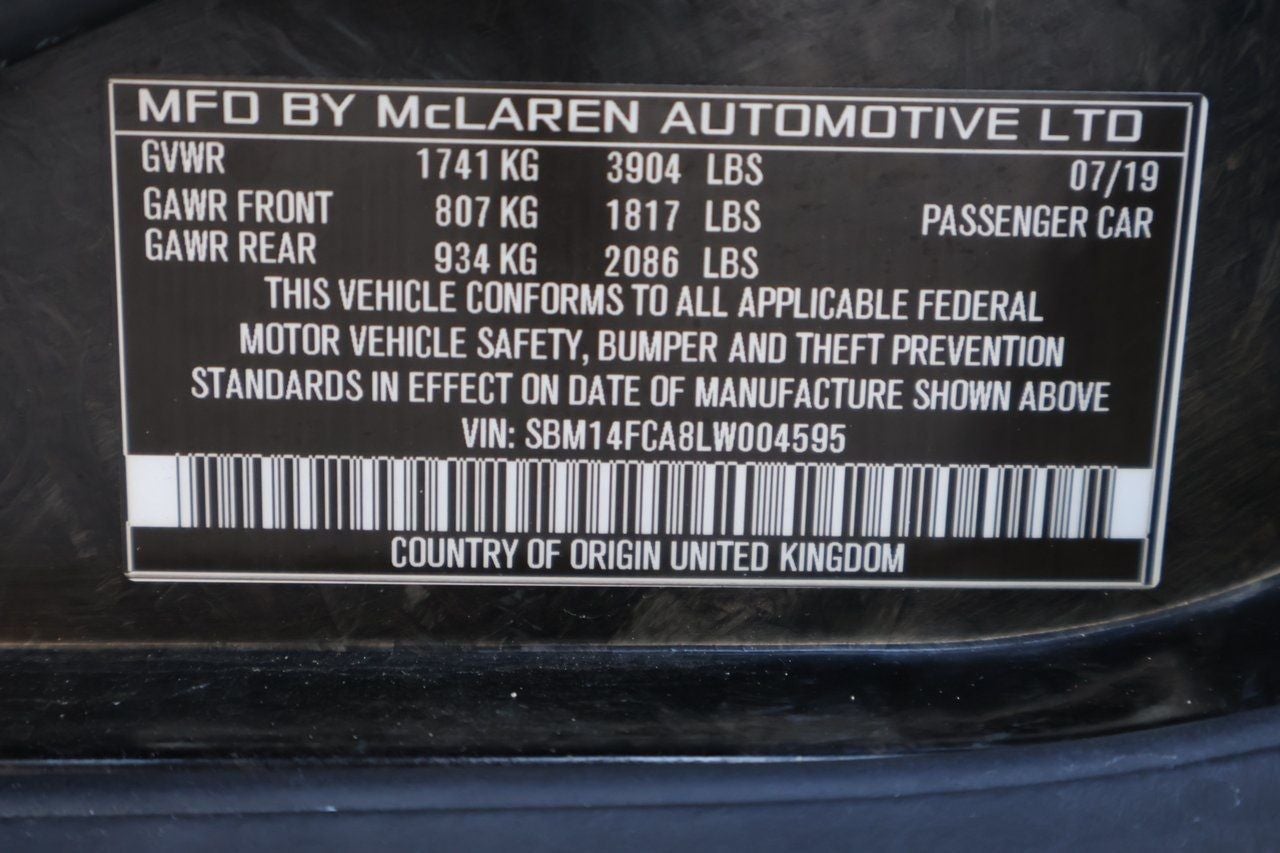 MFD BY McLAREN AUTOMOTIVE LTD
GVWR 1741 KG 3904 LBS 07/19
GAWR FRONT 807 KG 1817 LBS PASSENGER CAR
GAWR REAR 934 KG 2086 LBS
THIS VEHICLE CONFORMS TO ALL APPLICABLE FEDERAL
MOTOR VEHICLE SAFETY, BUMPER AND THEFT PREVENTION
STANDARDS IN EFFECT ON DATE OF MANUFACTURE SHOWN ABOVE
VIN: SBM14FCA8LW004595
COUNTRY OF ORIGIN UNITED KINGDOM